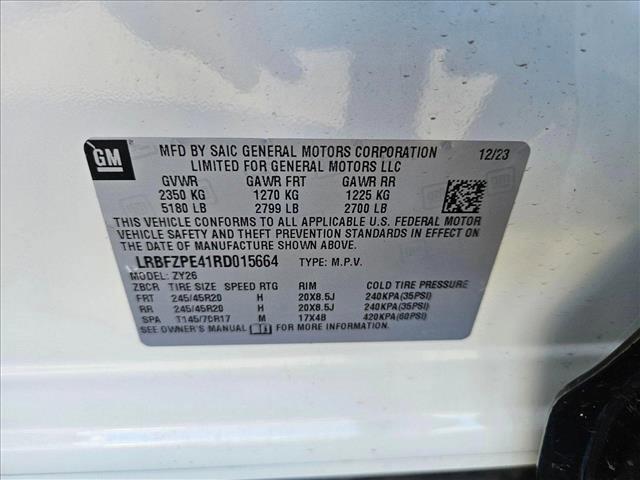 GM
MFD BY SAIC GENERAL MOTORS CORPORATION 12/23
LIMITED FOR GENERAL MOTORS LLC
GVWR GAWR FRT GAWR RR
2350 KG 1270 KG 1225 KG
5180 LB 2799 LB 2700 LB
THIS VEHICLE CONFORMS TO ALL APPLICABLE U.S. FEDERAL MOTOR
VEHICLE SAFETY AND THEFT PREVENTION STANDARDS IN EFFECT ON
THE DATE OF MANUFACTURE SHOWN ABOVE.
LRBFZPE41RD015664 TYPE: M.P.V.
MODEL: ZY26
ZBCR TIRE SIZE SPEED RTG RIM COLD TIRE PRESSURE
FRT 245/45R20 H 20X8.5J 240KPA(35PSI)
RR 245/45R20 H 20X8.5J 240KPA(35PSI)
SPA T145/70R17 M 17X4B 420KPA(60PSI)
SEE OWNER'S MANUAL FOR MORE INFORMATION.